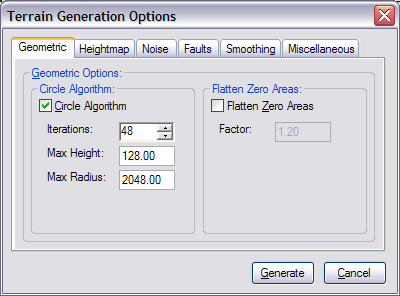 Terrain Generation Options
Geometric Heightmap Noise Faults Smoothing Miscellaneous
Geometric Options:
Circle Algorithm:
Circle Algorithm
Iterations: 48
Max Height: 128.00
Max Radius: 2048.00
Flatten Zero Areas:
Flatten Zero Areas
Factor: 1.20
Generate Cancel